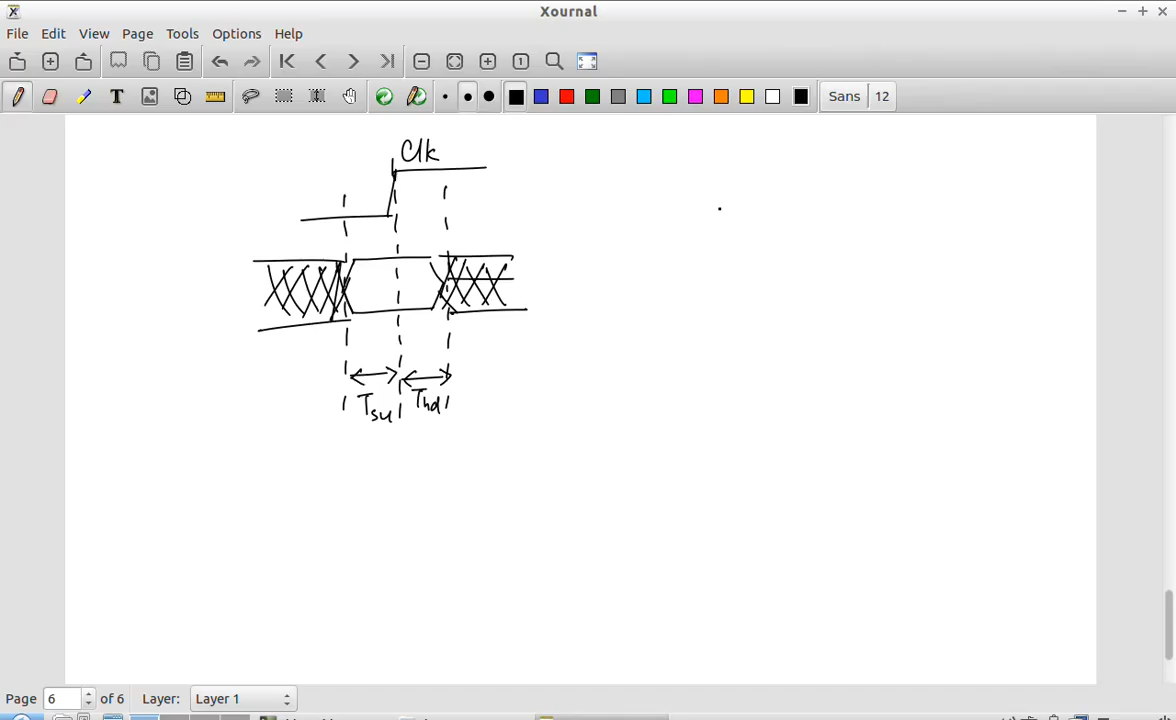 Xournal
File Edit View Page Tools Options Help
T 1 Sans 12
Clk
Tsu Thd
Page 6 of 6 Layer: Layer 1